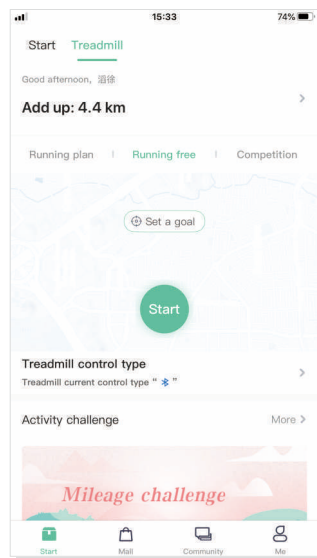 15:33
74%
Start Treadmill
Good afternoon, 滔徐
Add up: 4.4 km
Running plan Running free Competition
Set a goal
Start
Treadmill control type
Treadmill current control type " "
Activity challenge More
Mileage challenge
Start Mall Community Me